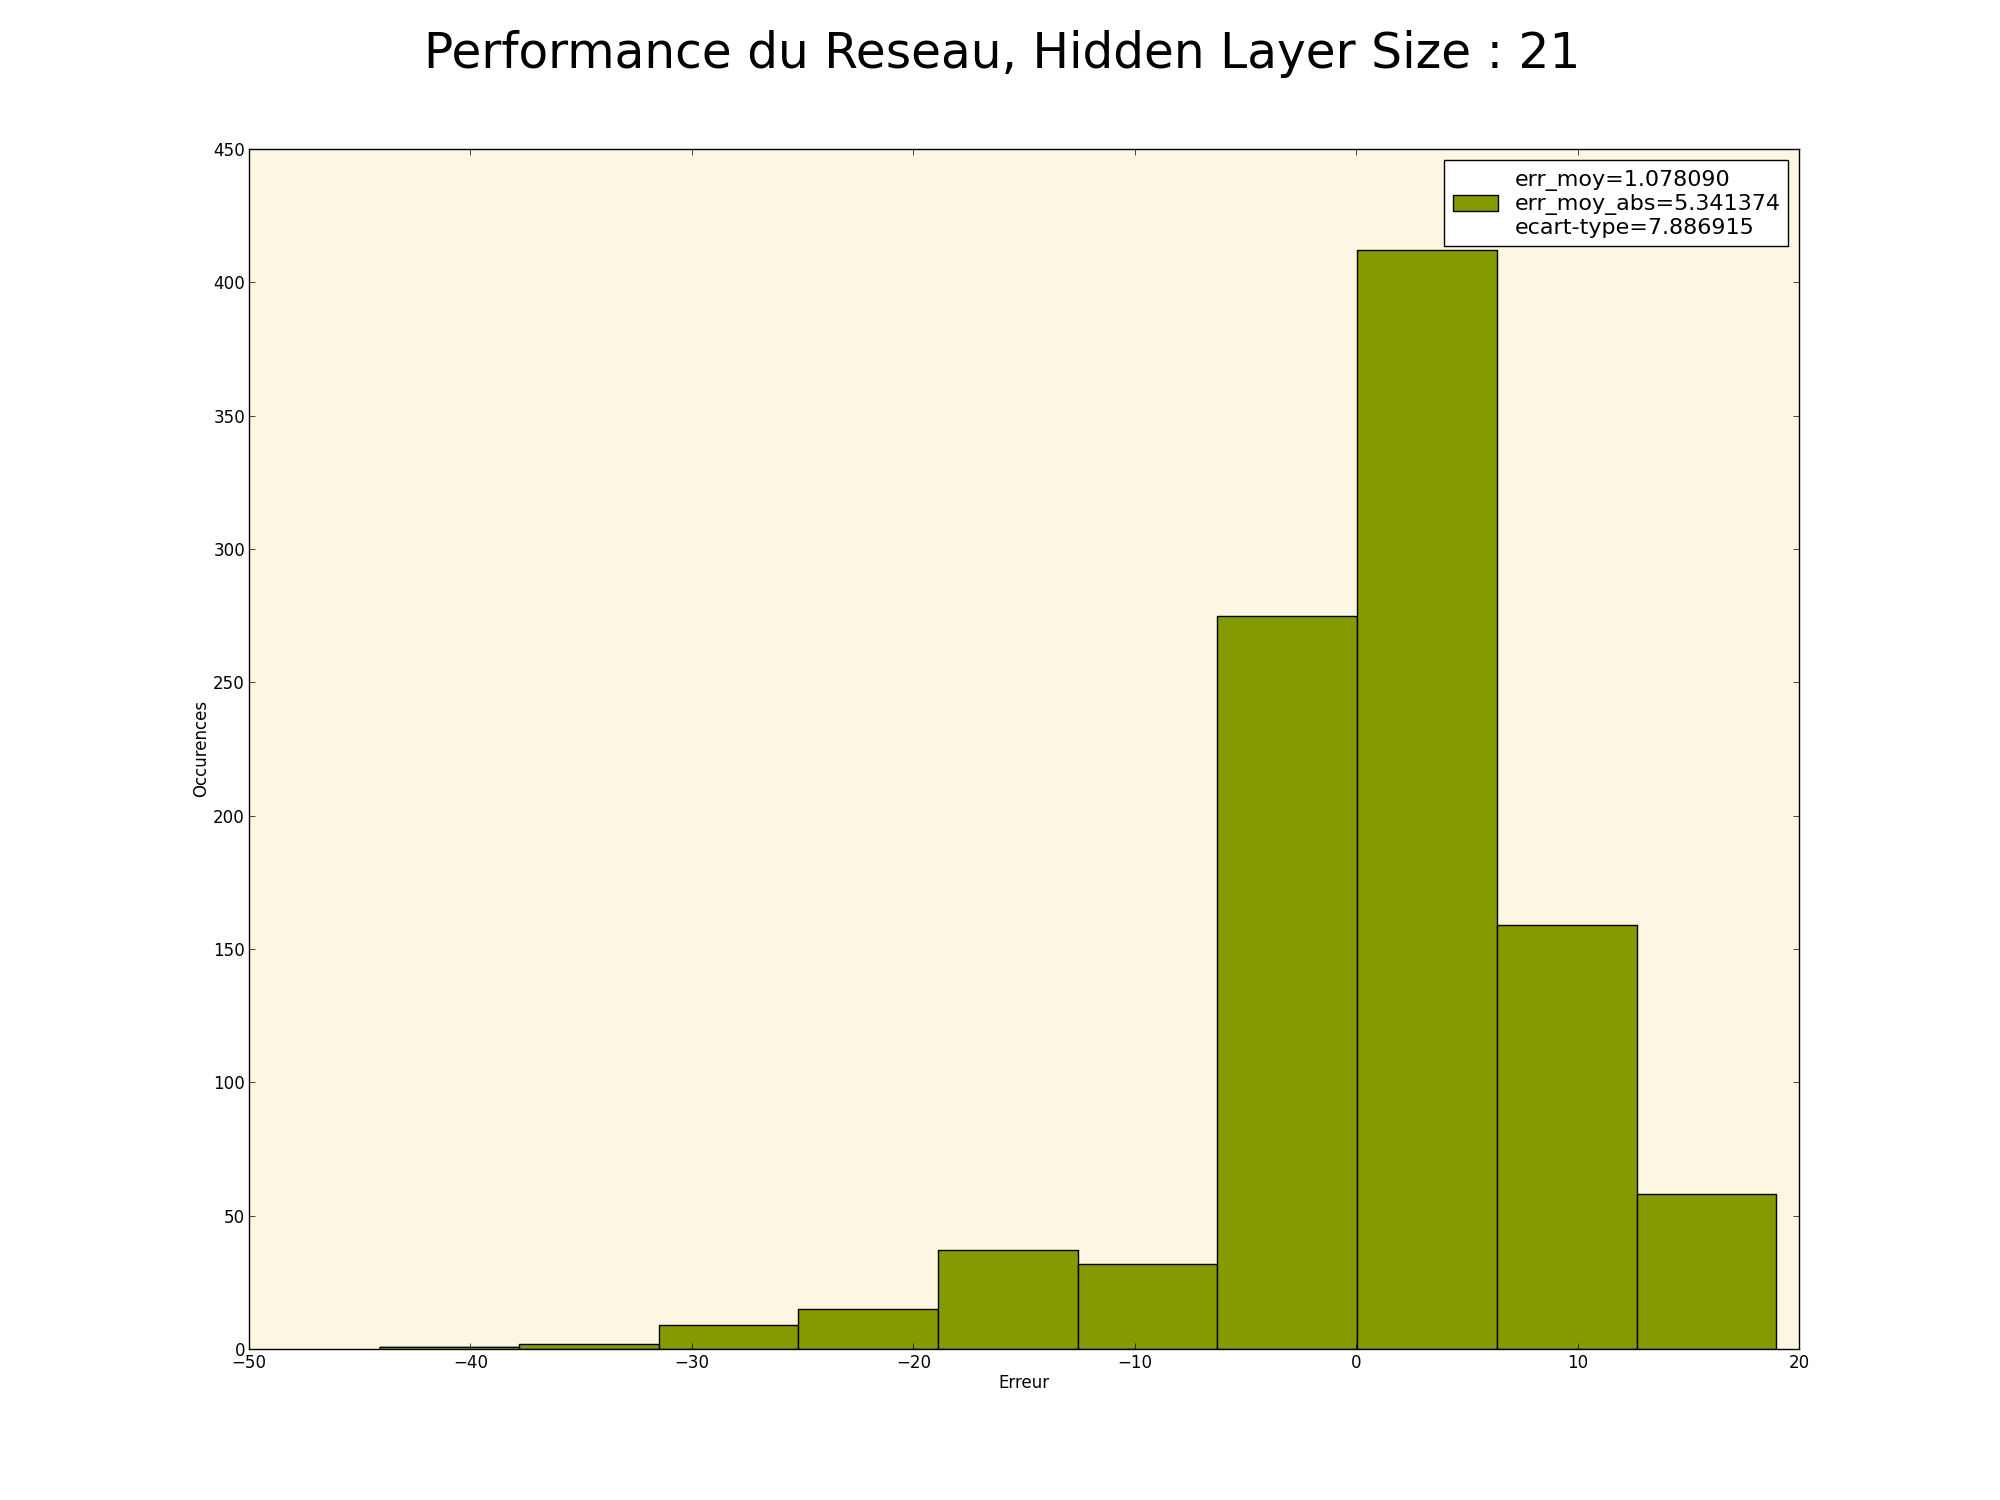 Performance du Reseau, Hidden Layer Size : 21
err_moy=1.078090
err_moy_abs=5.341374
ecart-type=7.886915
450
400
350
300
250
200
150
100
50
0
Occurences
−50 −40 −30 −20 −10 0 10 20
Erreur